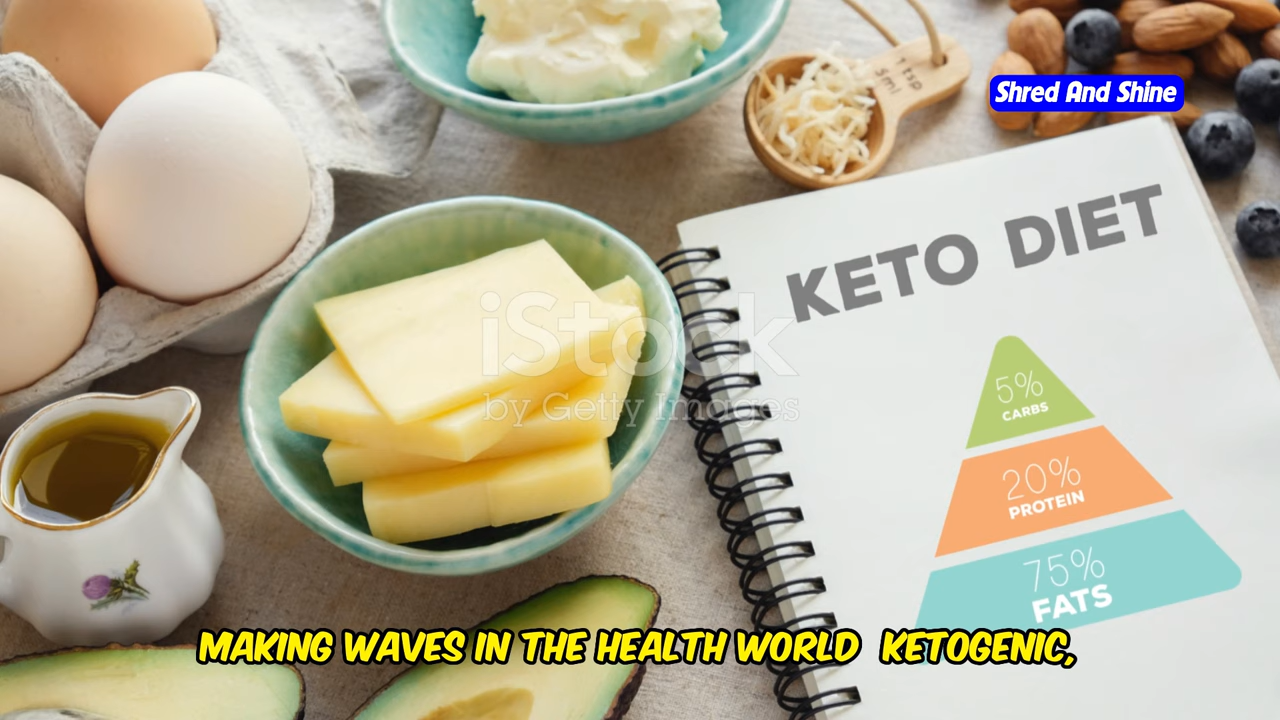 1 tsp
5ml
Shred And Shine
KETO DIET
iStock
by Getty Images
5%
CARBS
20%
PROTEIN
75%
FATS
MAKING WAVES IN THE HEALTH WORLD KETOGENIC,